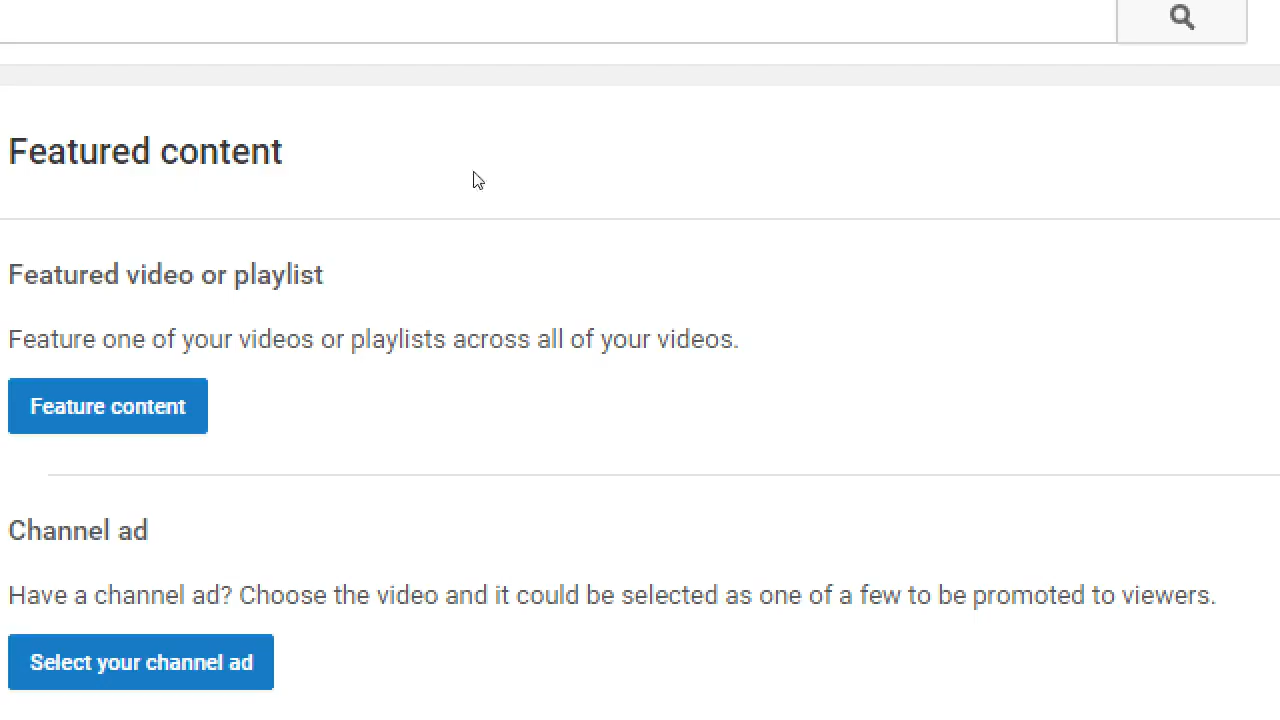 Featured content
Featured video or playlist
Feature one of your videos or playlists across all of your videos.
Feature content
Channel ad
Have a channel ad? Choose the video and it could be selected as one of a few to be promoted to viewers.
Select your channel ad